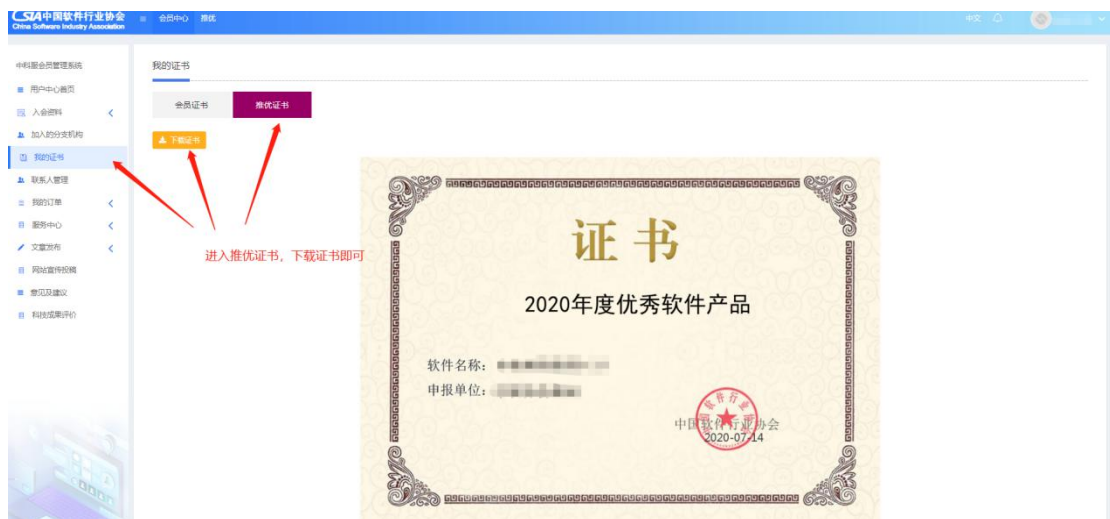 CSIA中国软件行业协会
China Software Industry Association
会员中心 推优
中文
中科服会员管理系统
用户中心首页
入会资料
加入的分支机构
我的证书
联系人管理
我的订单
服务中心
文章发布
网站宣传投稿
意见及建议
科技成果评价
我的证书
会员证书 推优证书
下载证书
进入推优证书，下载证书即可
证书
2020年度优秀软件产品
软件名称：
申报单位：
中国软件行业协会
2020-07-14